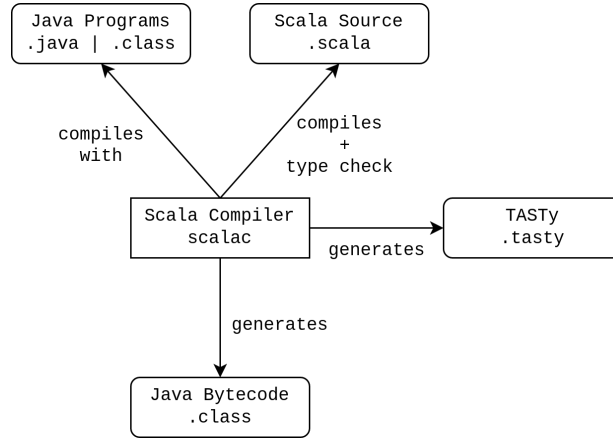 Java Programs
.java | .class
Scala Source
.scala
compiles
with
compiles
+
type check
Scala Compiler
scalac
TASTy
.tasty
generates
generates
Java Bytecode
.class